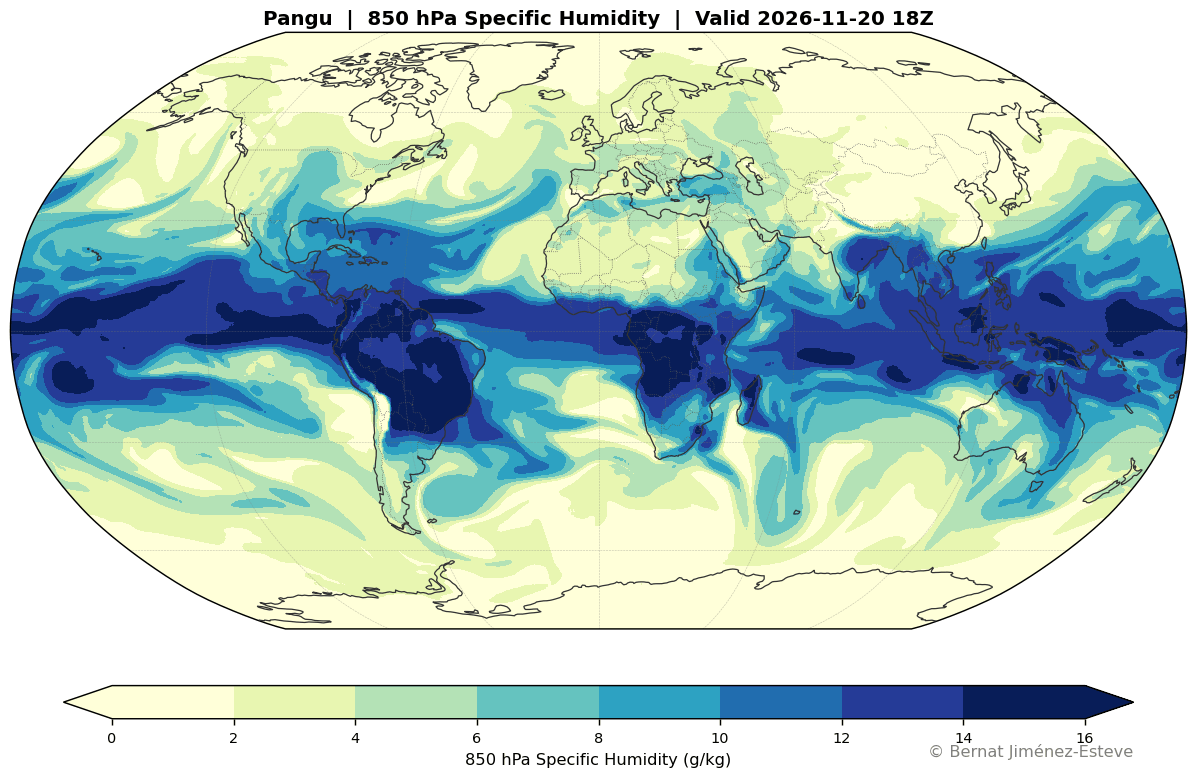 Pangu | 850 hPa Specific Humidity | Valid 2026-11-20 18Z
0 2 4 6 8 10 12 14 16
850 hPa Specific Humidity (g/kg)
© Bernat Jiménez-Esteve